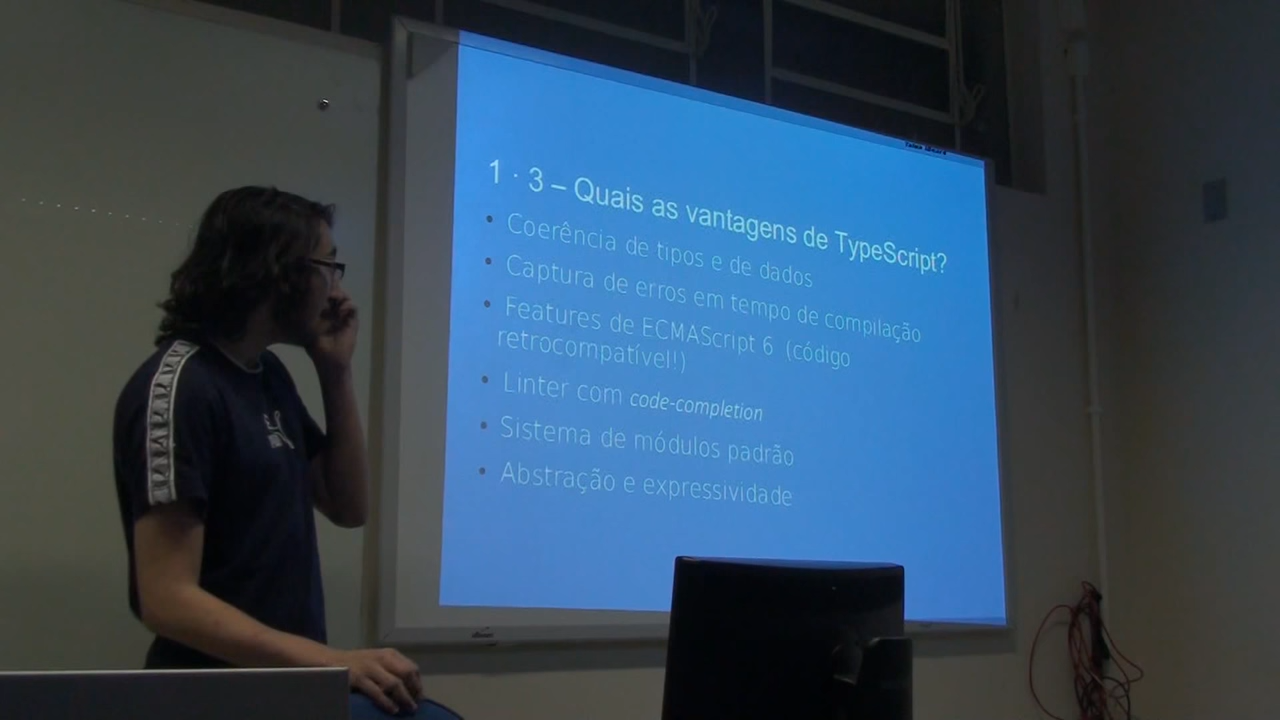 1 · 3 – Quais as vantagens de TypeScript?
• Coerência de tipos e de dados
• Captura de erros em tempo de compilação
• Features de ECMAScript 6 (código
retrocompatível!)
• Linter com code-completion
• Sistema de módulos padrão
• Abstração e expressividade